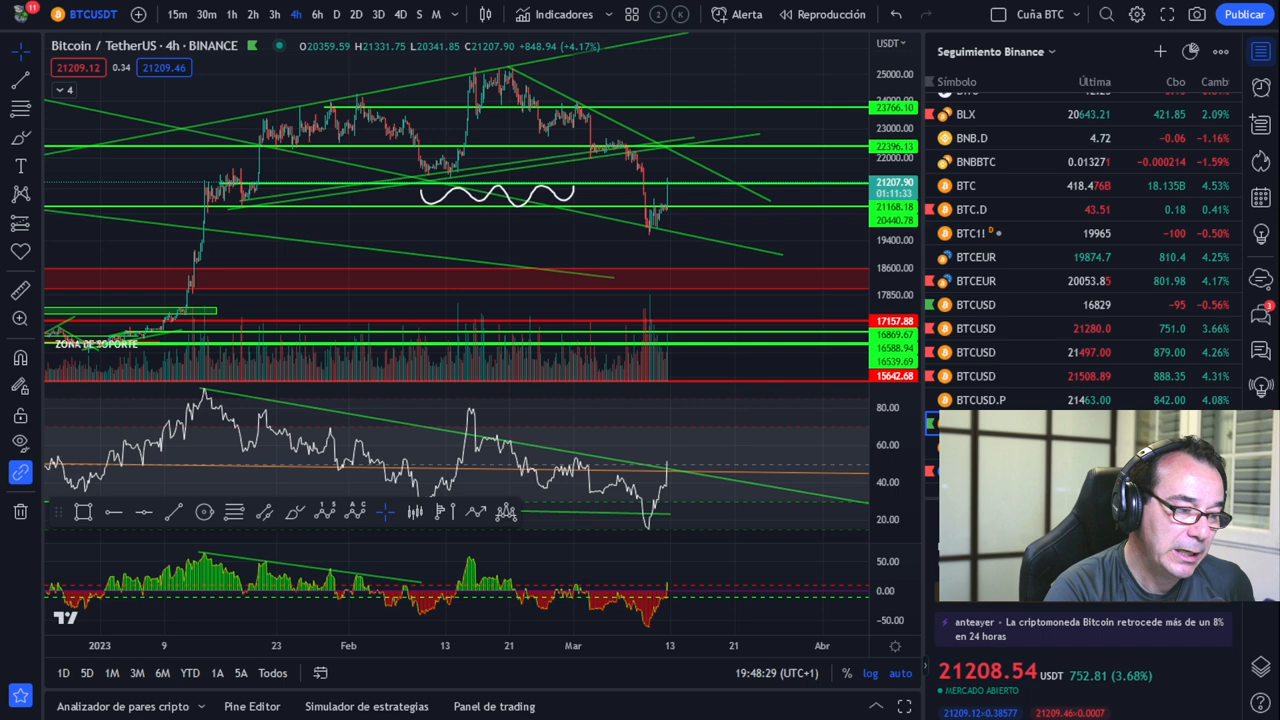 11
BTCUSDT
15m 30m 1h 2h 3h 4h 6h D 2D 3D 4D S M
Indicadores
2 K
Alerta
Reproducción
Cuña BTC
Publicar
Bitcoin / TetherUS · 4h · BINANCE
O20359.59 H21331.75 L20341.85 C21207.90 +848.94 (+4.17%)
21209.12 0.34 21209.46
4
USDT
25000.00
23766.10
23000.00
22396.13
22000.00
21207.90
01:11:33
21168.18
20440.78
19400.00
18600.00
17850.00
17157.88
16869.67
16588.94
16539.69
15642.68
ZONA DE SOPORTE
80.00
60.00
40.00
20.00
50.00
0.00
−50.00
2023 9 23 Feb 13 21 Mar 13 21 Abr
1D 5D 1M 3M 6M YTD 1A 5A Todos
19:48:29 (UTC+1)
% log auto
Analizador de pares cripto
Pine Editor
Simulador de estrategias
Panel de trading
Seguimiento Binance
Símbolo Última Cbo Camb
BLX 20643.21 421.85 2.09%
BNB.D 4.72 −0.06 −1.16%
BNBBTC 0.013271 −0.000214 −1.59%
BTC 418.476B 18.135B 4.53%
BTC.D 43.51 0.18 0.41%
BTC1! D 19965 −100 −0.50%
BTCEUR 19874.7 810.4 4.25%
BTCEUR 20053.85 801.98 4.17%
BTCUSD 16829 −95 −0.56%
BTCUSD 21280.0 751.0 3.66%
BTCUSD 21497.00 879.00 4.26%
BTCUSD 21508.89 888.35 4.31%
BTCUSD.P 21463.00 842.00 4.08%
3
anteayer · La criptomoneda Bitcoin retrocede más de un 8%
en 24 horas
21208.54 USDT 752.81 (3.68%)
MERCADO ABIERTO
21209.12×0.38577 21209.46×0.0007